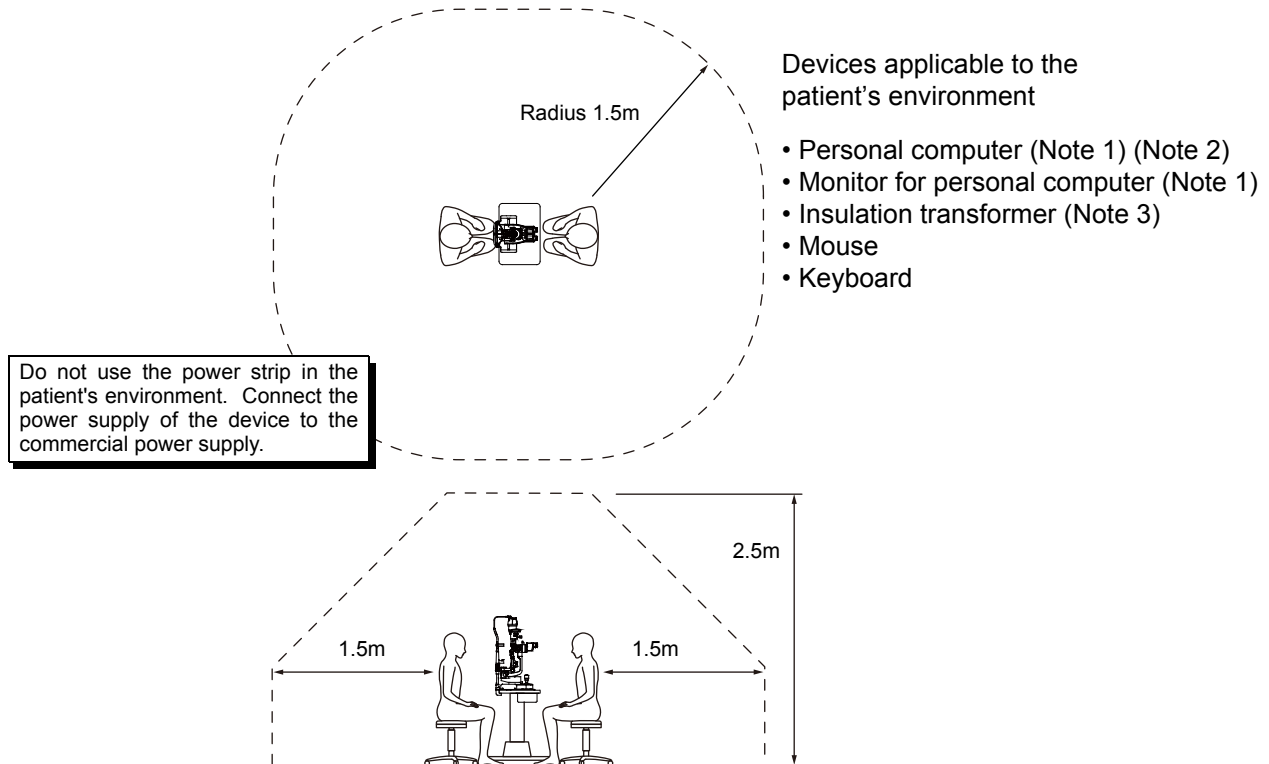 Radius 1.5m
Devices applicable to the
patient’s environment
• Personal computer (Note 1) (Note 2)
• Monitor for personal computer (Note 1)
• Insulation transformer (Note 3)
• Mouse
• Keyboard
Do not use the power strip in the
patient's environment. Connect the
power supply of the device to the
commercial power supply.
2.5m
1.5m
1.5m